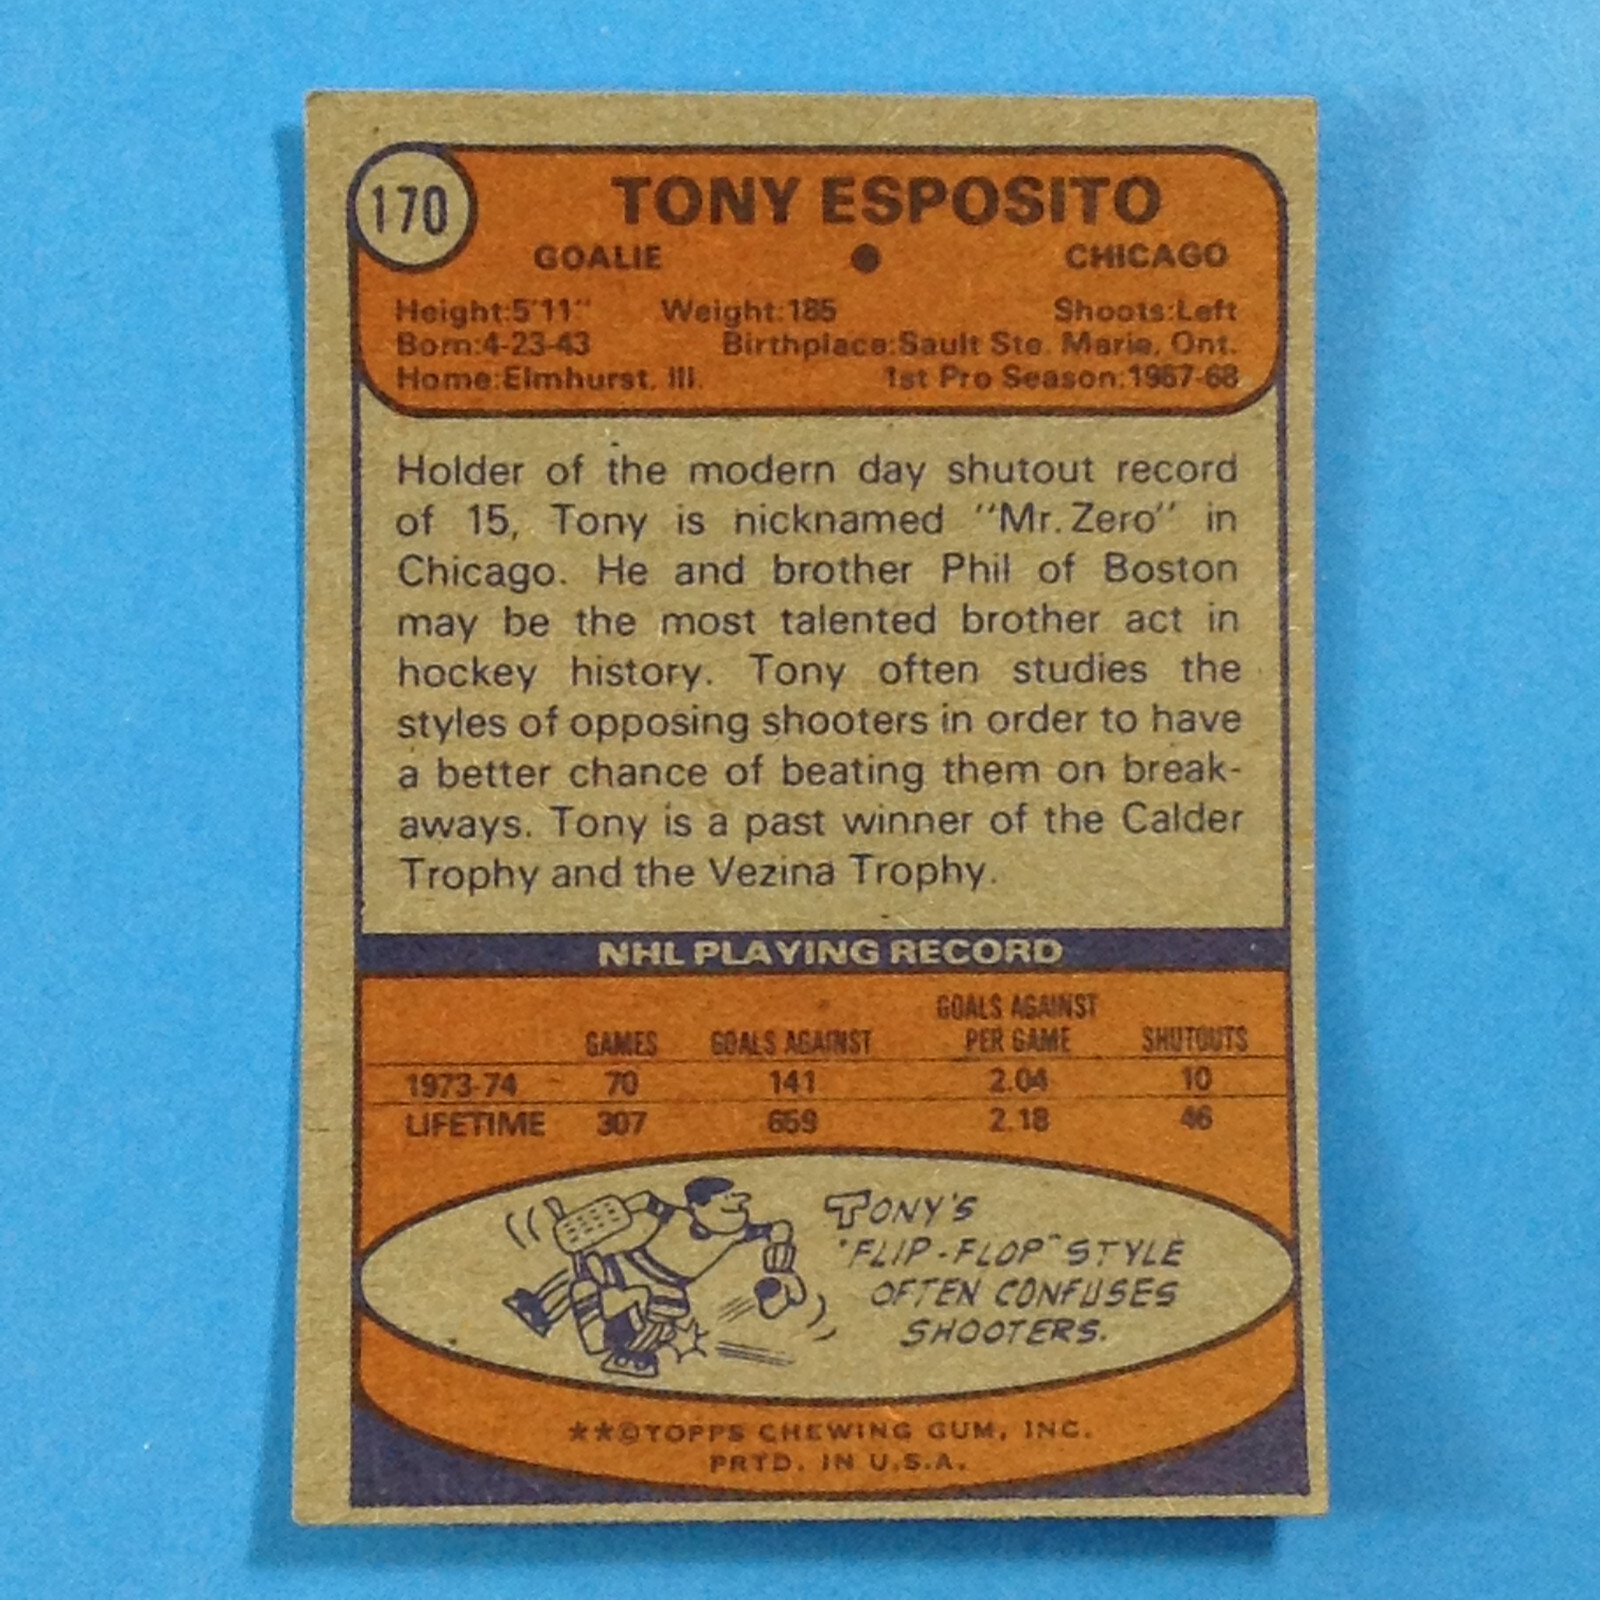 170
TONY ESPOSITO
GOALIE ● CHICAGO
Height:5'11" Weight:185 Shoots:Left
Born:4-23-43 Birthplace:Sault Ste. Marie, Ont.
Home:Elmhurst, Ill. 1st Pro Season:1967-68
Holder of the modern day shutout record
of 15, Tony is nicknamed "Mr. Zero" in
Chicago. He and brother Phil of Boston
may be the most talented brother act in
hockey history. Tony often studies the
styles of opposing shooters in order to have
a better chance of beating them on break-
aways. Tony is a past winner of the Calder
Trophy and the Vezina Trophy.
NHL PLAYING RECORD
GAMES GOALS AGAINST GOALS AGAINST PER GAME SHUTOUTS
1973-74 70 141 2.04 10
LIFETIME 307 659 2.18 46
TONY'S
"FLIP-FLOP" STYLE
OFTEN CONFUSES
SHOOTERS.
**©TOPPS CHEWING GUM, INC.
PRTD. IN U.S.A.